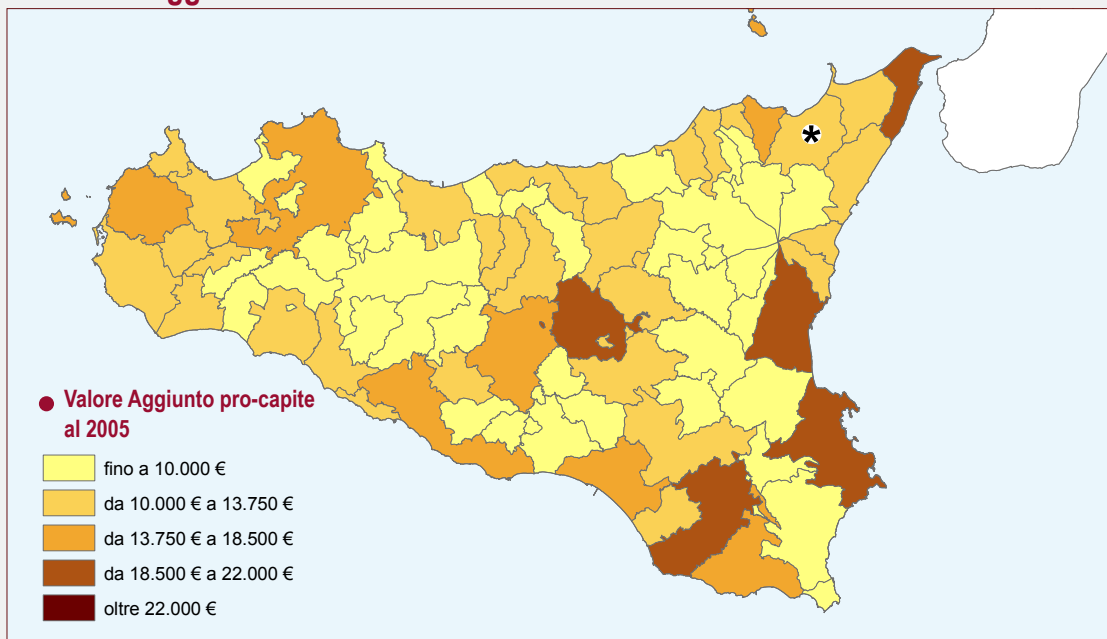 ● Valore Aggiunto pro-capite
al 2005
fino a 10.000 €
da 10.000 € a 13.750 €
da 13.750 € a 18.500 €
da 18.500 € a 22.000 €
oltre 22.000 €
*